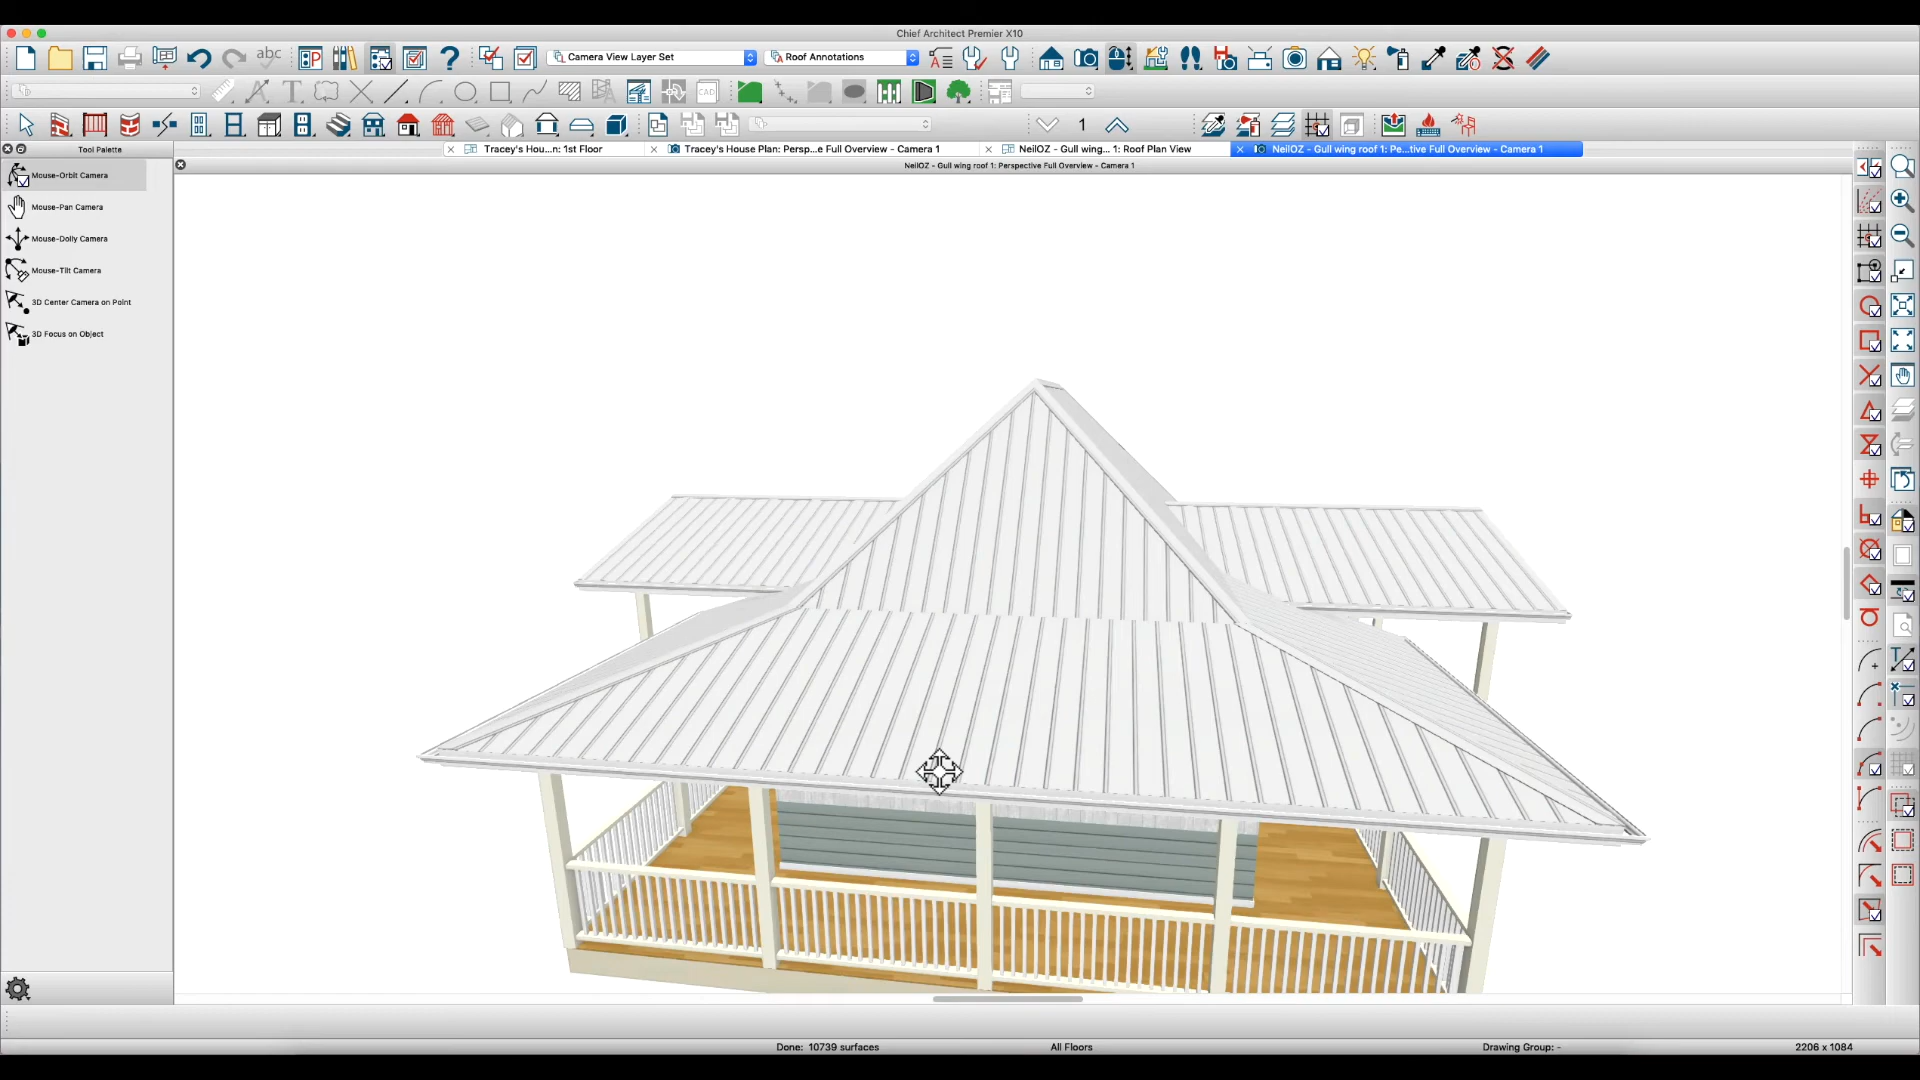 Chief Architect Premier X10
abc
Camera View Layer Set
Roof Annotations
CAD
1
Tool Palette
Tracey's Hou...n: 1st Floor
Tracey's House Plan: Persp...e Full Overview - Camera 1
NeilOZ - Gull wing... 1: Roof Plan View
NeilOZ - Gull wing roof 1: Pe...tive Full Overview - Camera 1
NeilOZ - Gull wing roof 1: Perspective Full Overview - Camera 1
Mouse-Orbit Camera
Mouse-Pan Camera
Mouse-Dolly Camera
Mouse-Tilt Camera
3D Center Camera on Point
3D Focus on Object
Done: 10739 surfaces
All Floors
Drawing Group: -
2206 x 1084